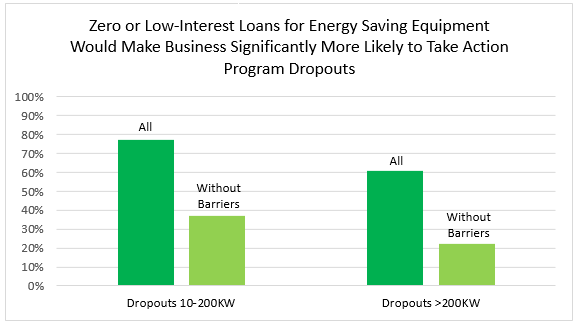 Zero or Low-Interest Loans for Energy Saving Equipment
Would Make Business Significantly More Likely to Take Action
Program Dropouts
100%
90%
80%
70%
60%
50%
40%
30%
20%
10%
0%
All
Without
Barriers
All
Without
Barriers
Dropouts 10-200KW
Dropouts >200KW